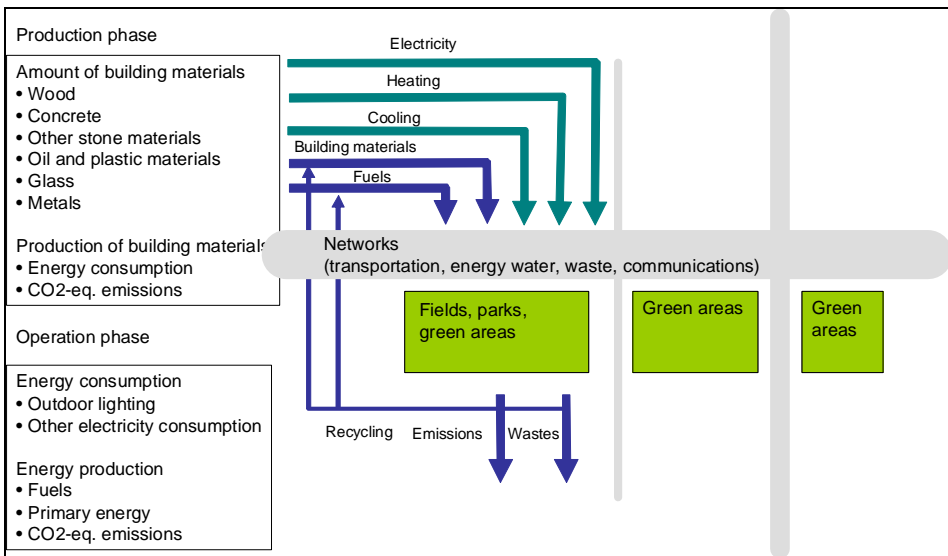 Production phase
Amount of building materials
• Wood
• Concrete
• Other stone materials
• Oil and plastic materials
• Glass
• Metals
Production of building materials
• Energy consumption
• CO2-eq. emissions
Operation phase
Energy consumption
• Outdoor lighting
• Other electricity consumption
Energy production
• Fuels
• Primary energy
• CO2-eq. emissions
Electricity
Heating
Cooling
Building materials
Fuels
Networks
(transportation, energy water, waste, communications)
Fields, parks,
green areas
Green areas
Green
areas
Recycling
Emissions
Wastes